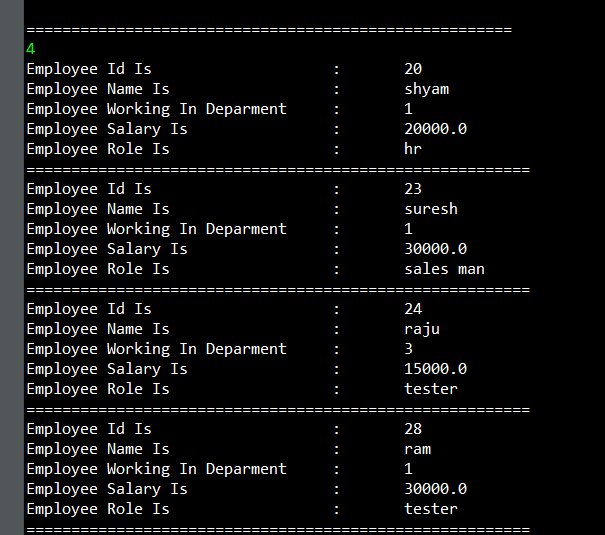 ======================================================
4
Employee Id Is : 20
Employee Name Is : shyam
Employee Working In Deparment : 1
Employee Salary Is : 20000.0
Employee Role Is : hr
========================================================
Employee Id Is : 23
Employee Name Is : suresh
Employee Working In Deparment : 1
Employee Salary Is : 30000.0
Employee Role Is : sales man
========================================================
Employee Id Is : 24
Employee Name Is : raju
Employee Working In Deparment : 3
Employee Salary Is : 15000.0
Employee Role Is : tester
========================================================
Employee Id Is : 28
Employee Name Is : ram
Employee Working In Deparment : 1
Employee Salary Is : 30000.0
Employee Role Is : tester
========================================================